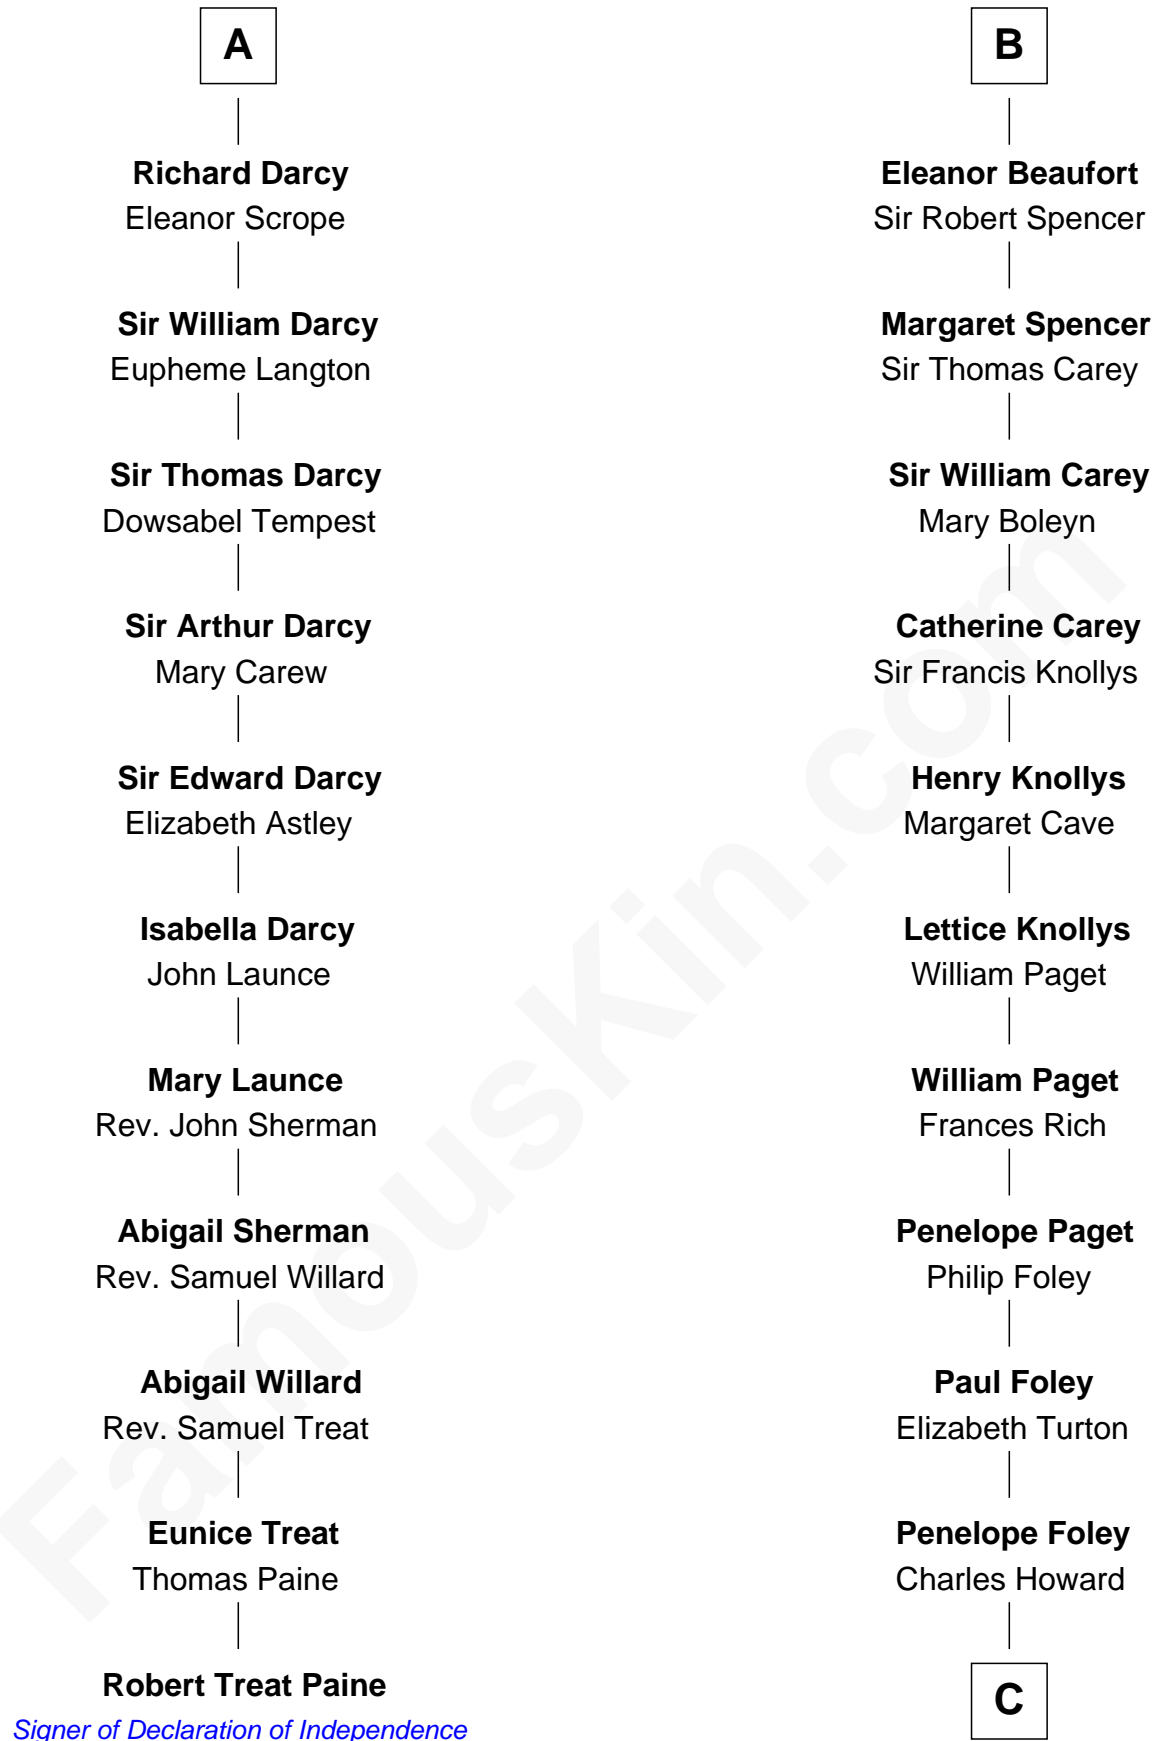 A
Richard Darcy
Eleanor Scrope
Sir William Darcy
Eupheme Langton
Sir Thomas Darcy
Dowsabel Tempest
Sir Arthur Darcy
Mary Carew
Sir Edward Darcy
Elizabeth Astley
Isabella Darcy
John Launce
Mary Launce
Rev. John Sherman
Abigail Sherman
Rev. Samuel Willard
Abigail Willard
Rev. Samuel Treat
Eunice Treat
Thomas Paine
Robert Treat Paine
Signer of Declaration of Independence
B
Eleanor Beaufort
Sir Robert Spencer
Margaret Spencer
Sir Thomas Carey
Sir William Carey
Mary Boleyn
Catherine Carey
Sir Francis Knollys
Henry Knollys
Margaret Cave
Lettice Knollys
William Paget
William Paget
Frances Rich
Penelope Paget
Philip Foley
Paul Foley
Elizabeth Turton
Penelope Foley
Charles Howard
C
FamousKin.com